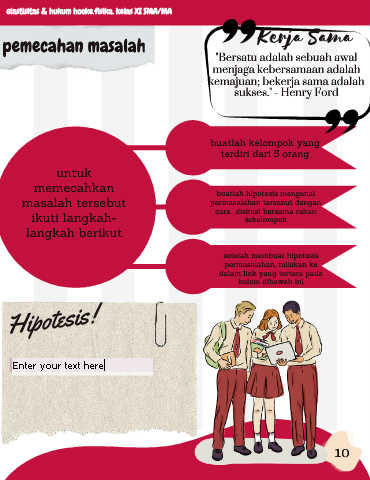 elastisitas & hukum hooke.fisika. kelas XI SMA/MA
pemecahan masalah
Kerja Sama
"Bersatu adalah sebuah awal
menjaga kebersamaan adalah
kemajuan; bekerja sama adalah
sukses." - Henry Ford
untuk
memecahkan
masalah tersebut
ikuti langkah-
langkah berikut
buatlah kelompok yang
terdiri dari 5 orang
buatlah hipotesis mengenai
permasalahan tersebut dengan
cara diskusi bersama rekan
sekelompok
setelah membuat hipotesis
permasalahan, tuliskan ke
dalam link yang tertera pada
kolom dibawah ini
Hipotesis!
Enter your text here
10